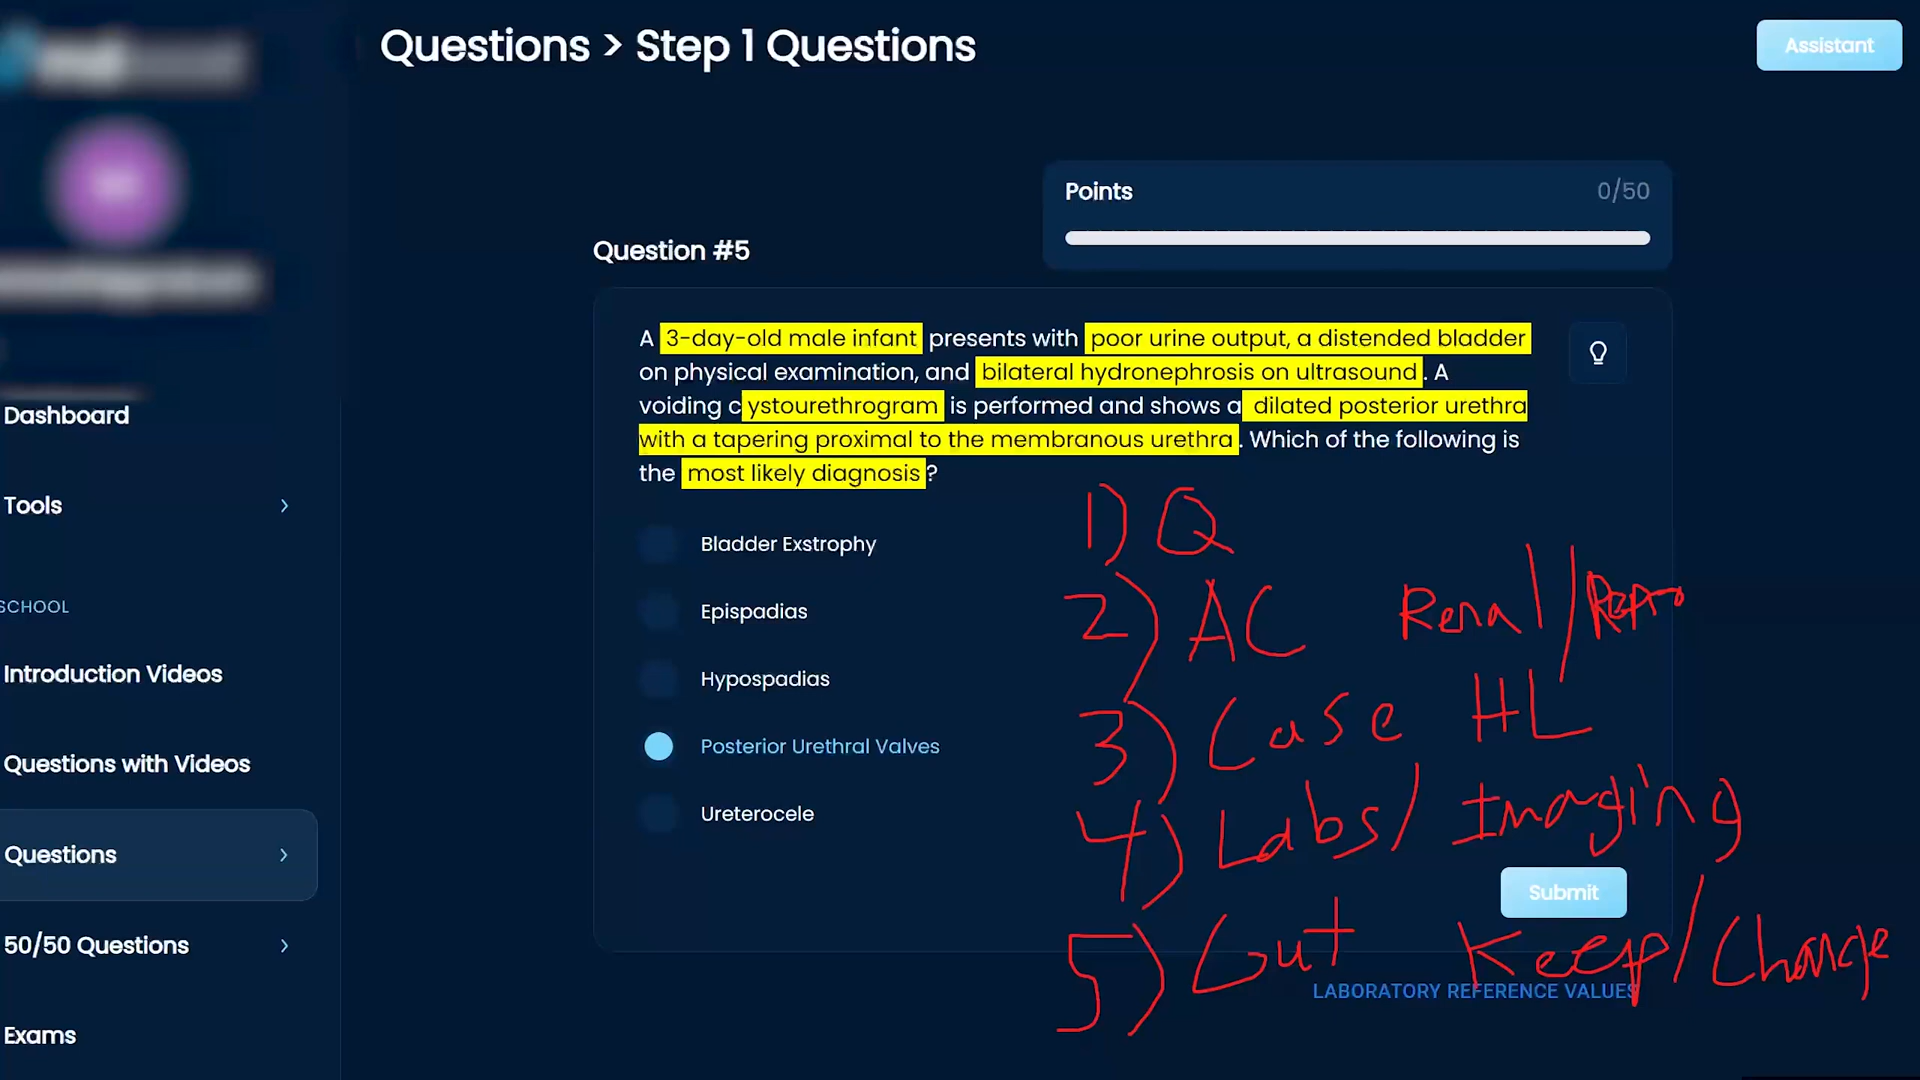 Questions > Step 1 Questions
Assistant
Points
0/50
Question #5
A 3-day-old male infant presents with poor urine output, a distended bladder
on physical examination, and bilateral hydronephrosis on ultrasound. A
voiding cystourethrogram is performed and shows a dilated posterior urethra
with a tapering proximal to the membranous urethra. Which of the following is
the most likely diagnosis?
Bladder Exstrophy
Epispadias
Hypospadias
Posterior Urethral Valves
Ureterocele
1) Q
2) AC Renal/Repro
3) Case HL
4) Labs/Imaging
5) Gut Keep/Change
Submit
LABORATORY REFERENCE VALUES
Dashboard
Tools
SCHOOL
Introduction Videos
Questions with Videos
Questions
50/50 Questions
Exams